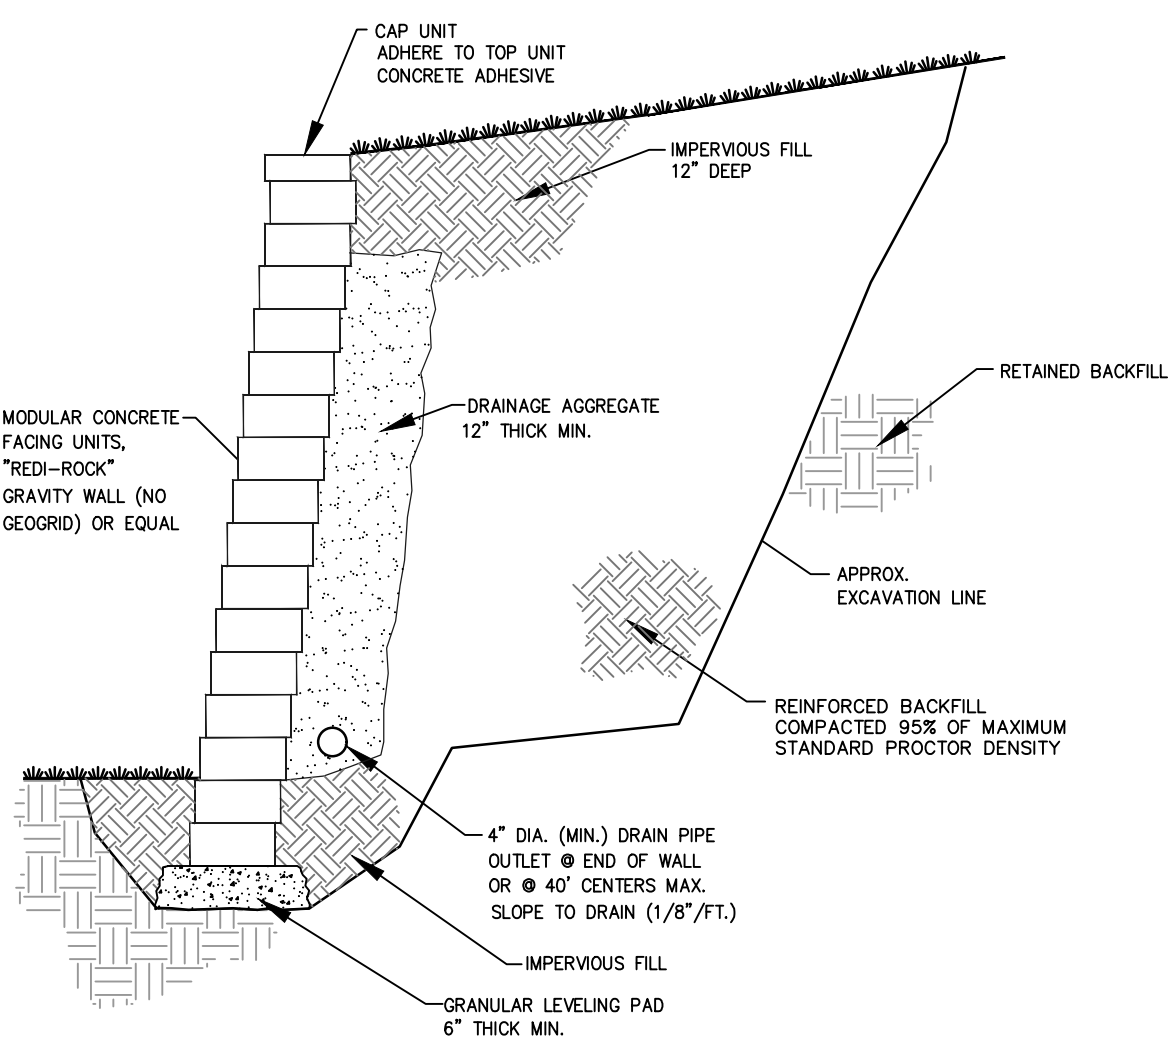 CAP UNIT
ADHERE TO TOP UNIT
CONCRETE ADHESIVE
IMPERVIOUS FILL
12" DEEP
RETAINED BACKFILL
DRAINAGE AGGREGATE
12" THICK MIN.
MODULAR CONCRETE
FACING UNITS,
"REDI-ROCK"
GRAVITY WALL (NO
GEOGRID) OR EQUAL
APPROX.
EXCAVATION LINE
REINFORCED BACKFILL
COMPACTED 95% OF MAXIMUM
STANDARD PROCTOR DENSITY
4" DIA. (MIN.) DRAIN PIPE
OUTLET @ END OF WALL
OR @ 40' CENTERS MAX.
SLOPE TO DRAIN (1/8"/FT.)
IMPERVIOUS FILL
GRANULAR LEVELING PAD
6" THICK MIN.